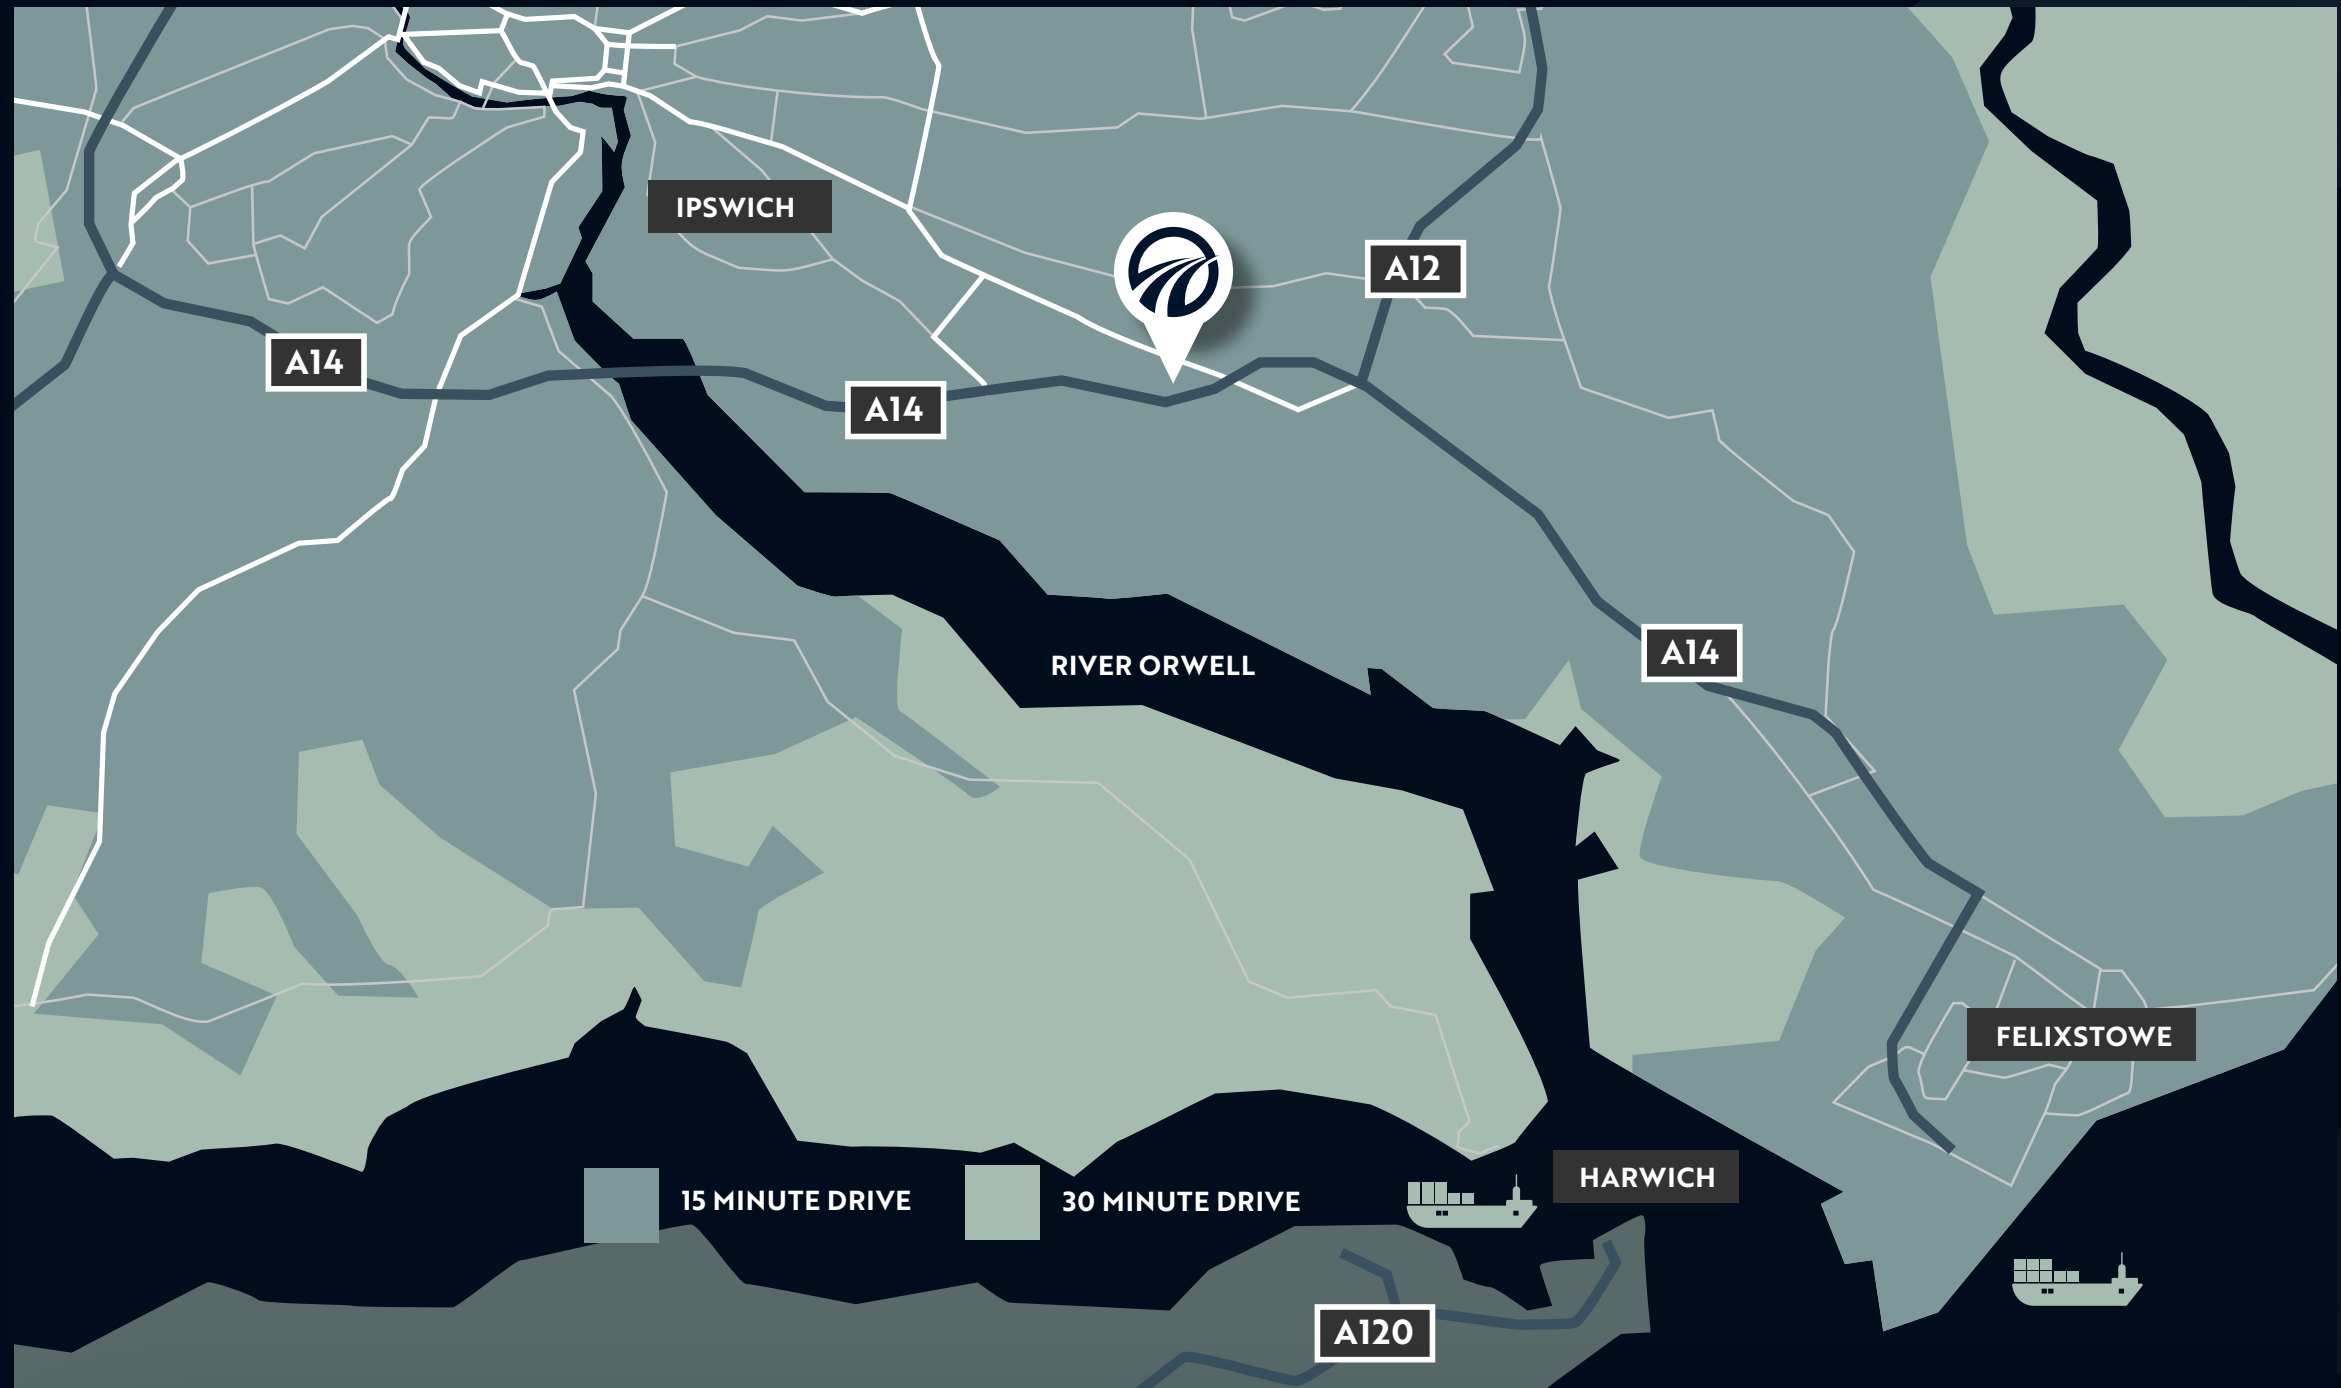 IPSWICH
A12
A14
A14
A14
RIVER ORWELL
FELIXSTOWE
HARWICH
15 MINUTE DRIVE
30 MINUTE DRIVE
A120